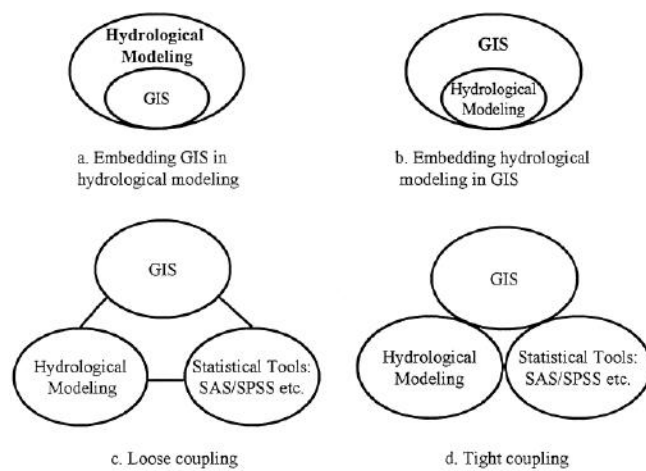 Hydrological
Modeling
GIS
a. Embedding GIS in
hydrological modeling
GIS
Hydrological
Modeling
b. Embedding hydrological
modeling in GIS
GIS
Hydrological
Modeling
Statistical Tools:
SAS/SPSS etc.
c. Loose coupling
GIS
Hydrological
Modeling
Statistical Tools:
SAS/SPSS etc.
d. Tight coupling